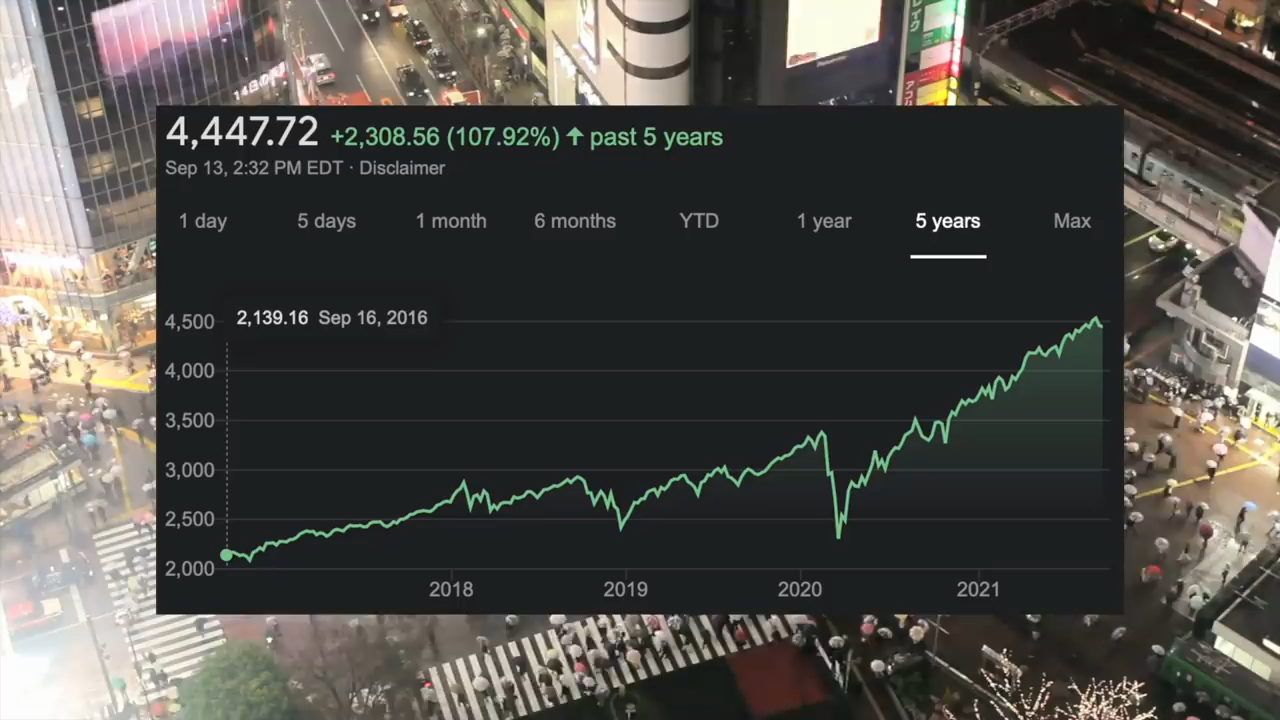 4,447.72 +2,308.56 (107.92%) ↑ past 5 years
Sep 13, 2:32 PM EDT · Disclaimer
1 day 5 days 1 month 6 months YTD 1 year 5 years Max
2,139.16 Sep 16, 2016
4,500
4,000
3,500
3,000
2,500
2,000
2018 2019 2020 2021